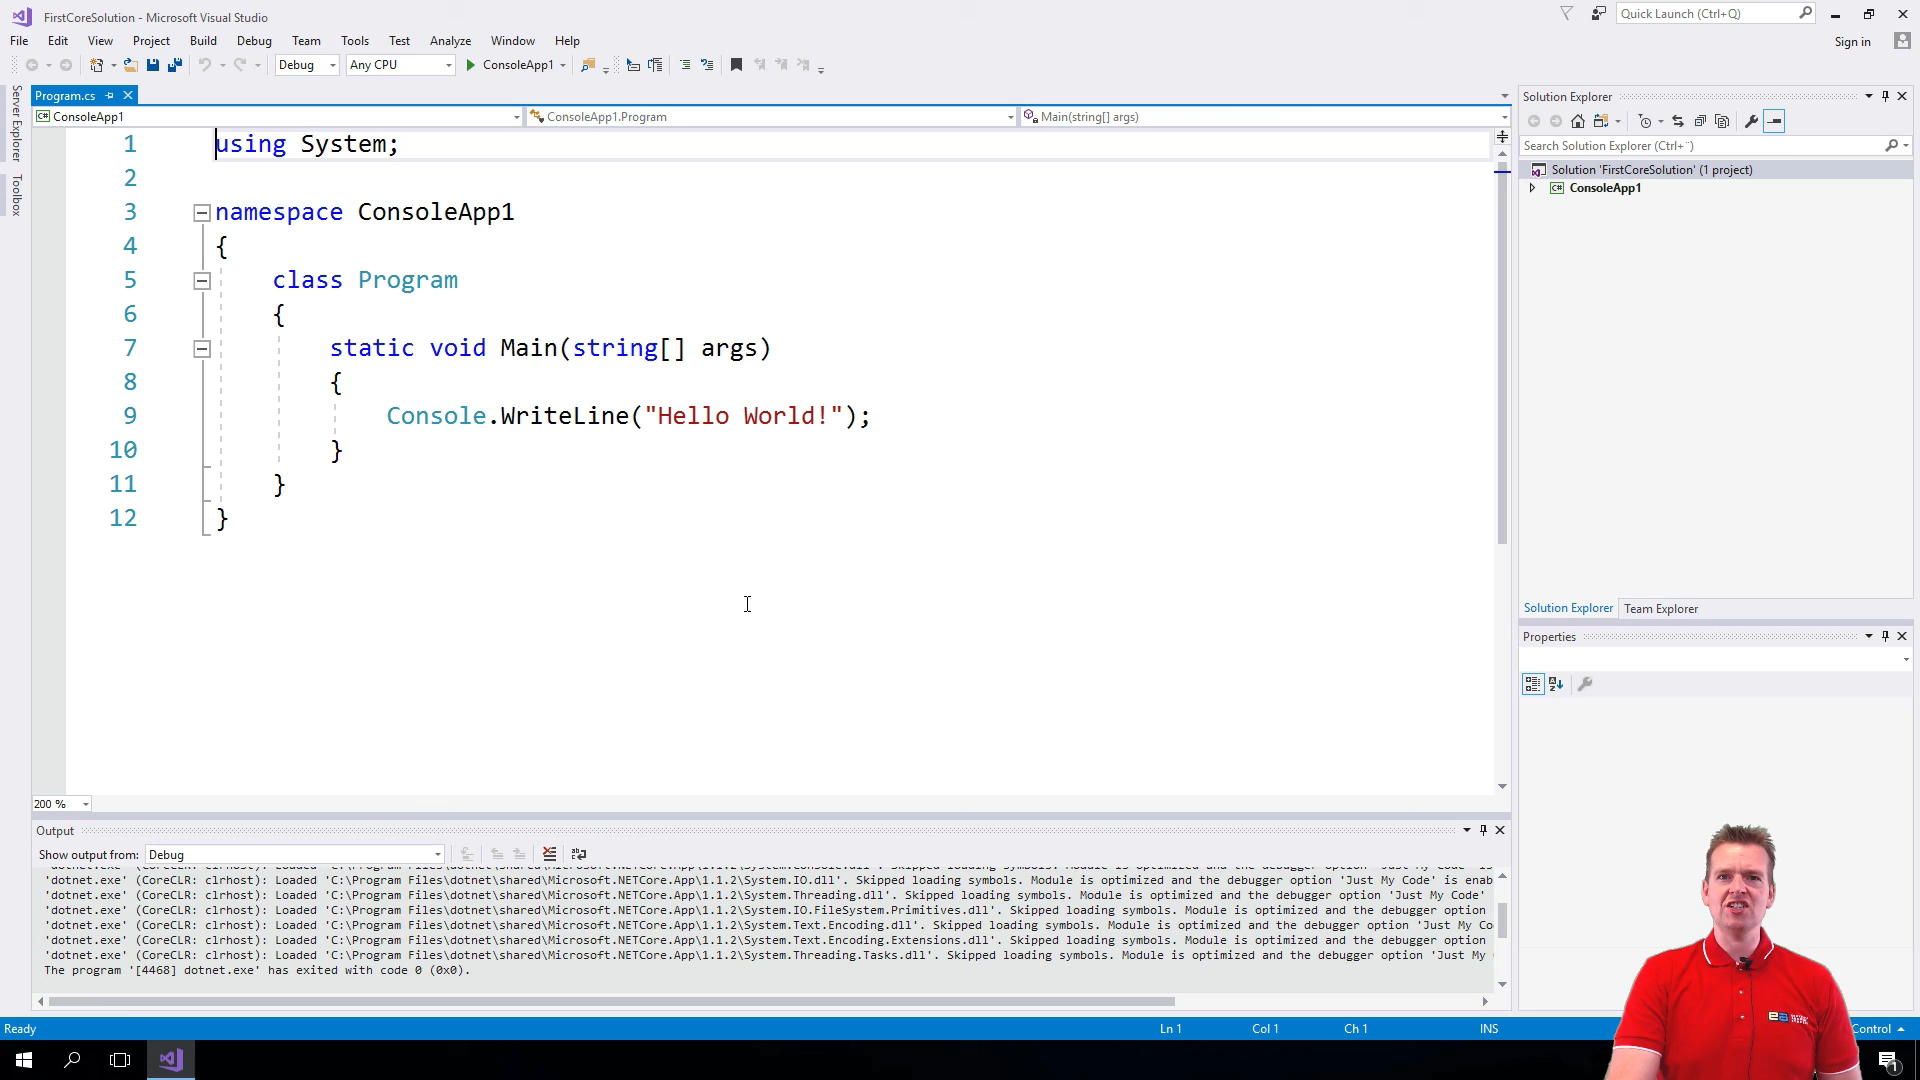 FirstCoreSolution - Microsoft Visual Studio
Quick Launch (Ctrl+Q)
File Edit View Project Build Debug Team Tools Test Analyze Window Help
Sign in
Debug Any CPU ConsoleApp1
Server Explorer
Toolbox
Program.cs
ConsoleApp1 ConsoleApp1.Program Main(string[] args)
1 using System;
2
3 namespace ConsoleApp1
4 {
5 class Program
6 {
7 static void Main(string[] args)
8 {
9 Console.WriteLine("Hello World!");
10 }
11 }
12 }
200 %
Solution Explorer
Search Solution Explorer (Ctrl+¨)
Solution 'FirstCoreSolution' (1 project)
ConsoleApp1
Solution Explorer Team Explorer
Properties
Output
Show output from: Debug
'dotnet.exe' (CoreCLR: clrhost): Loaded 'C:\Program Files\dotnet\shared\Microsoft.NETCore.App\1.1.2\System.IO.dll'. Skipped loading symbols. Module is optimized and the debugger option 'Just My Code' is enab
'dotnet.exe' (CoreCLR: clrhost): Loaded 'C:\Program Files\dotnet\shared\Microsoft.NETCore.App\1.1.2\System.Threading.dll'. Skipped loading symbols. Module is optimized and the debugger option 'Just My Code'
'dotnet.exe' (CoreCLR: clrhost): Loaded 'C:\Program Files\dotnet\shared\Microsoft.NETCore.App\1.1.2\System.IO.FileSystem.Primitives.dll'. Skipped loading symbols. Module is optimized and the debugger option
'dotnet.exe' (CoreCLR: clrhost): Loaded 'C:\Program Files\dotnet\shared\Microsoft.NETCore.App\1.1.2\System.Text.Encoding.dll'. Skipped loading symbols. Module is optimized and the debugger option 'Just My Co
'dotnet.exe' (CoreCLR: clrhost): Loaded 'C:\Program Files\dotnet\shared\Microsoft.NETCore.App\1.1.2\System.Text.Encoding.Extensions.dll'. Skipped loading symbols. Module is optimized and the debugger option
'dotnet.exe' (CoreCLR: clrhost): Loaded 'C:\Program Files\dotnet\shared\Microsoft.NETCore.App\1.1.2\System.Threading.Tasks.dll'. Skipped loading symbols. Module is optimized and the debugger option 'Just My
The program '[4468] dotnet.exe' has exited with code 0 (0x0).
Ready Ln 1 Col 1 Ch 1 INS Control
1